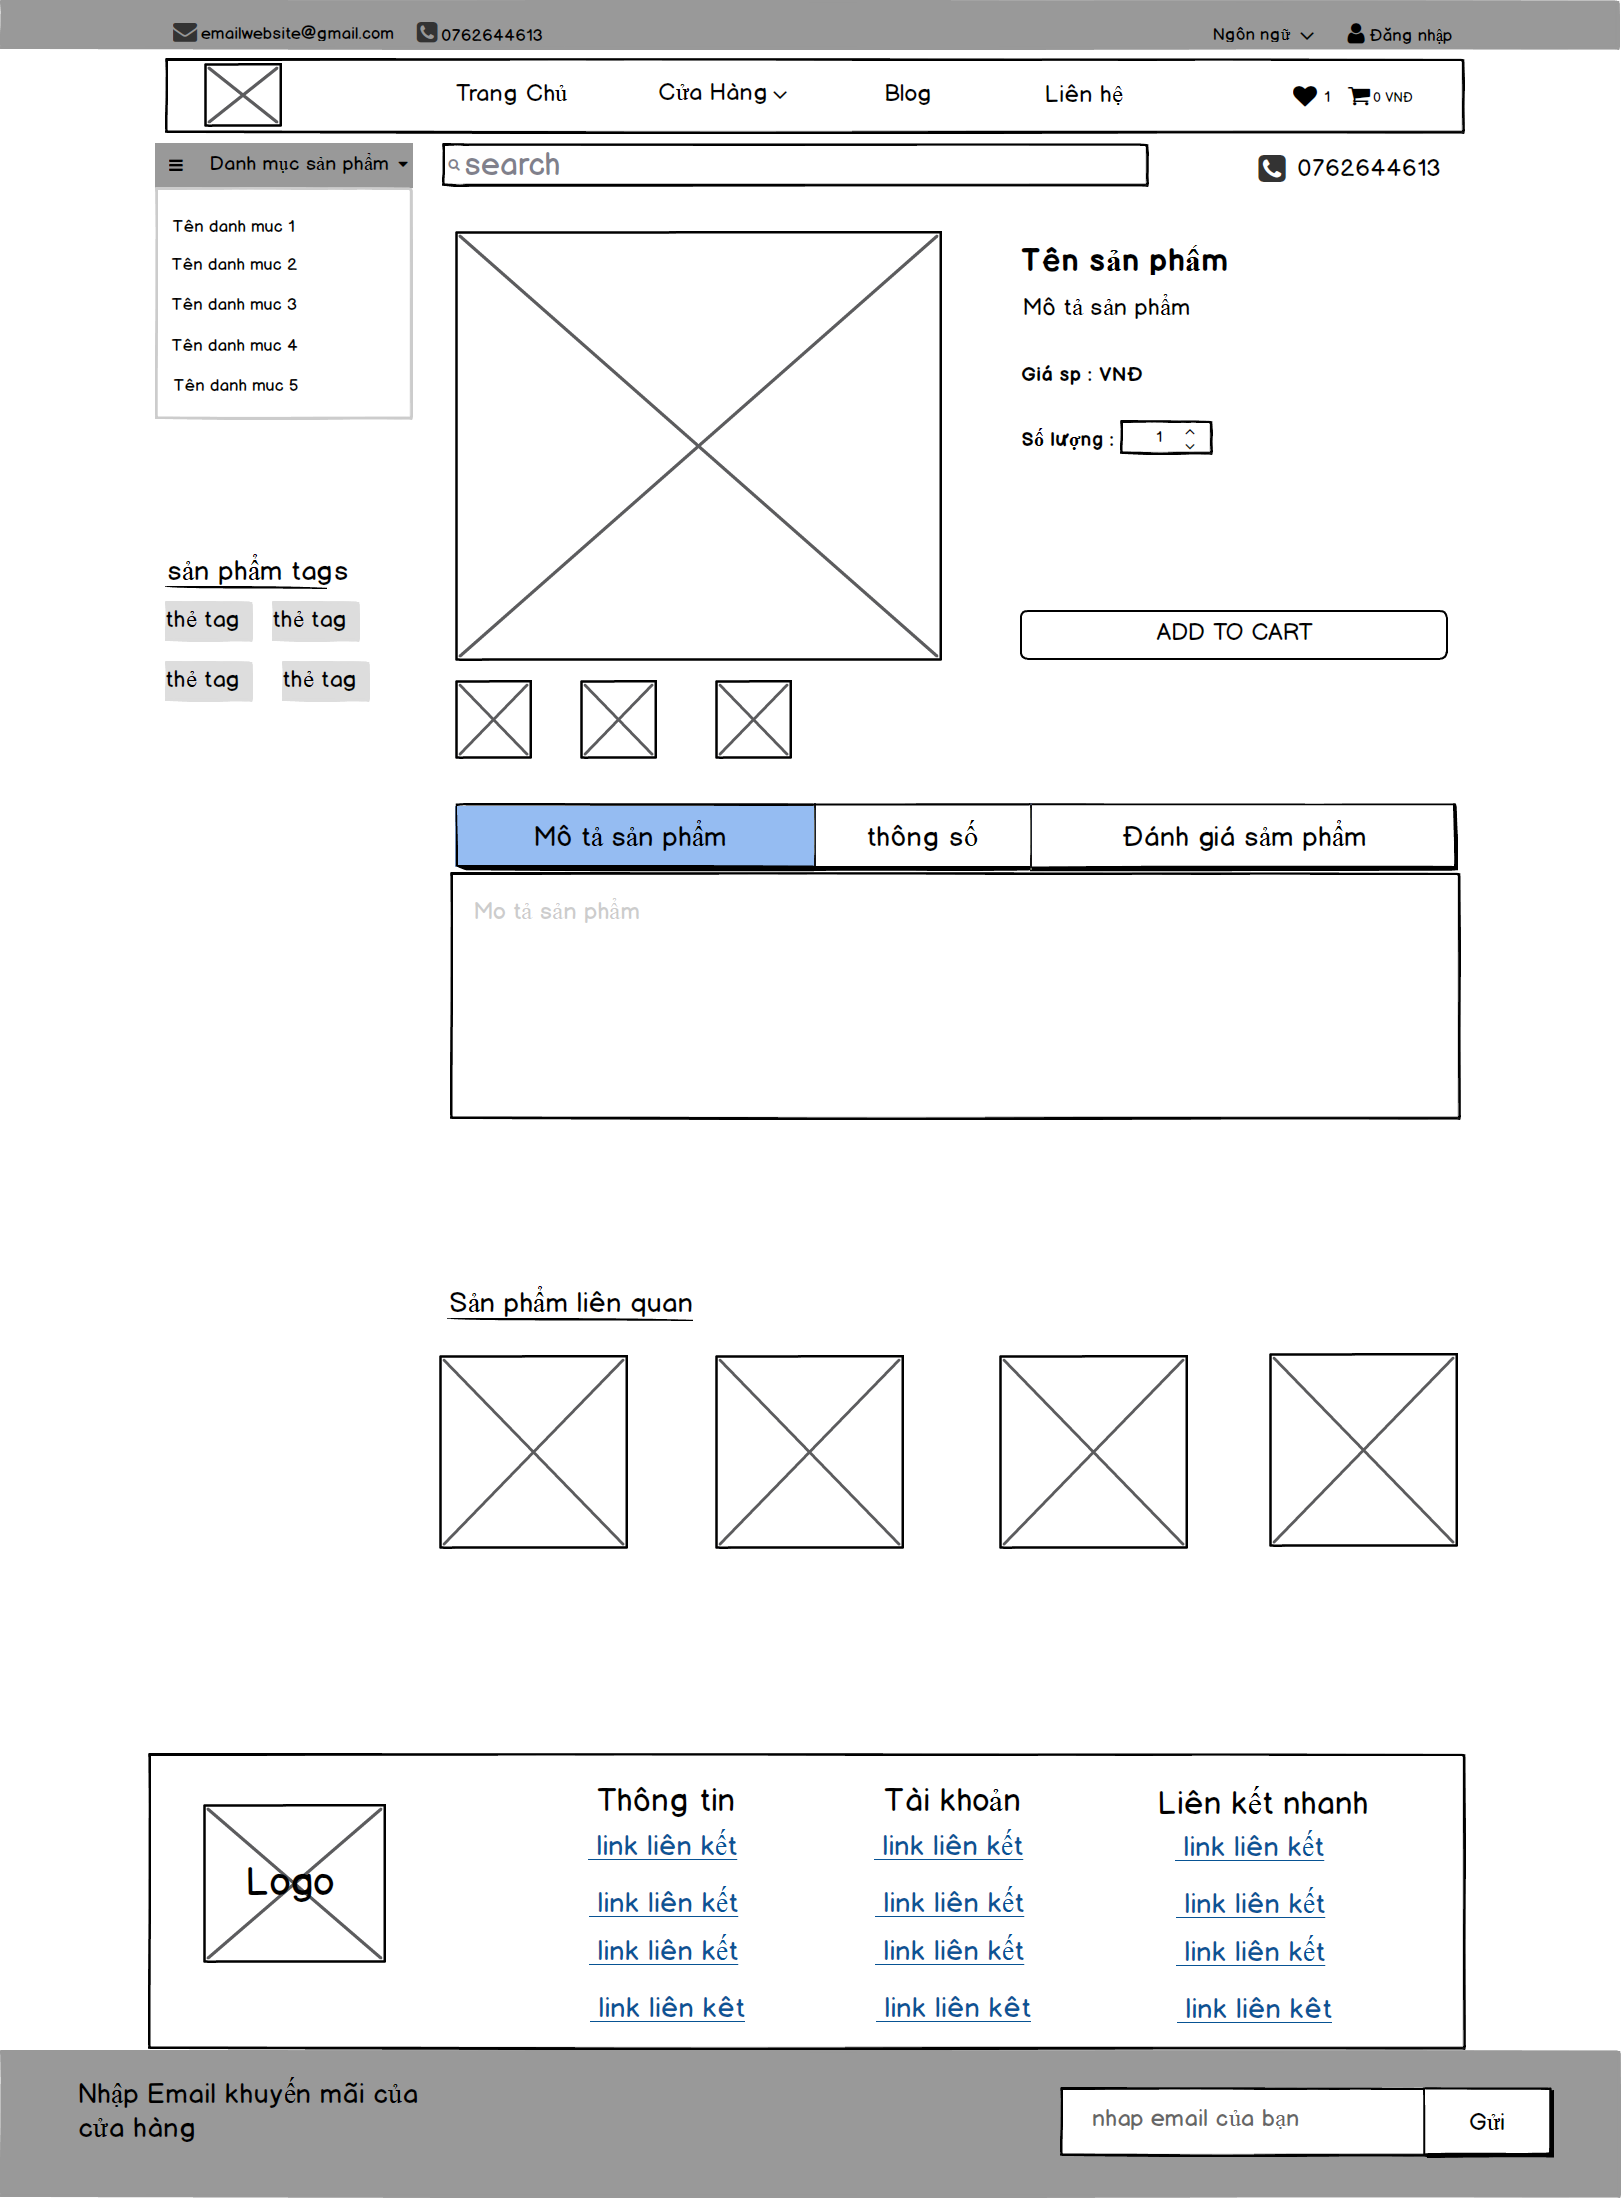 emailwebsite@gmail.com 0762644613 Ngôn ngữ Đăng nhập
Trang Chủ Cửa Hàng Blog Liên hệ 1 0 VNĐ
Danh mục sản phẩm search 0762644613
Tên danh muc 1
Tên danh muc 2
Tên danh muc 3
Tên danh muc 4
Tên danh muc 5
Tên sản phẩm
Mô tả sản phẩm
Giá sp : VNĐ
Số lượng : 1
ADD TO CART
sản phẩm tags
thẻ tag thẻ tag
thẻ tag thẻ tag
Mô tả sản phẩm thông số Đánh giá sảm phẩm
Mo tả sản phẩm
Sản phẩm liên quan
Logo
Thông tin Tài khoản Liên kết nhanh
link liên kết link liên kết link liên kết
link liên kết link liên kết link liên kết
link liên kết link liên kết link liên kết
link liên kêt link liên kêt link liên kêt
Nhập Email khuyến mãi của
cửa hàng
nhap email của bạn Gửi